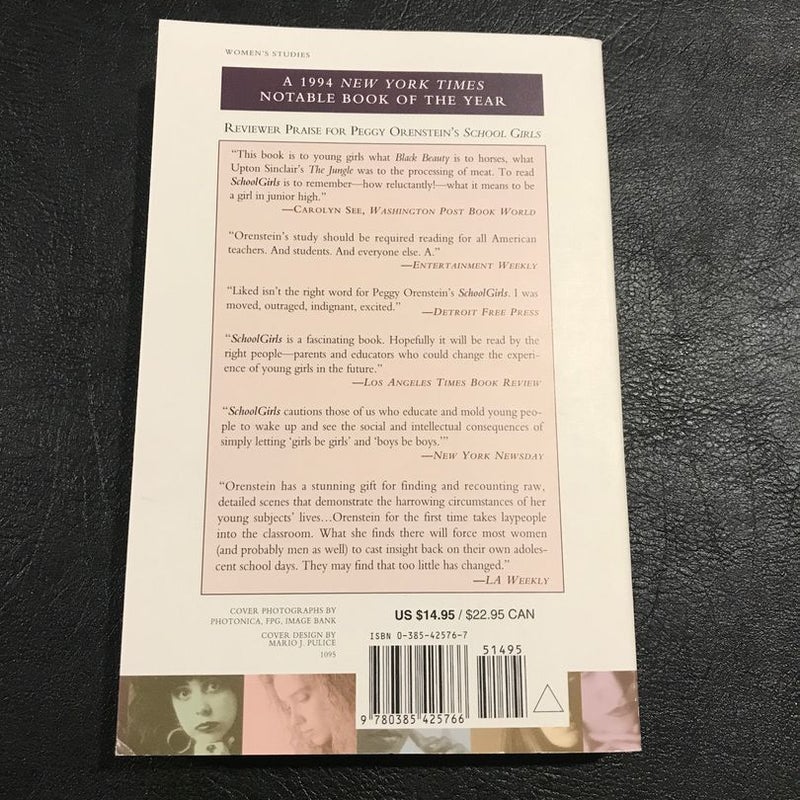 WOMEN'S STUDIES
A 1994 NEW YORK TIMES
NOTABLE BOOK OF THE YEAR
REVIEWER PRAISE FOR PEGGY ORENSTEIN'S SCHOOL GIRLS
"This book is to young girls what Black Beauty is to horses, what
Upton Sinclair's The Jungle was to the processing of meat. To read
SchoolGirls is to remember—how reluctantly!—what it means to be
a girl in junior high."
—CAROLYN SEE, WASHINGTON POST BOOK WORLD
"Orenstein's study should be required reading for all American
teachers. And students. And everyone else. A."
—ENTERTAINMENT WEEKLY
"Liked isn't the right word for Peggy Orenstein's SchoolGirls. I was
moved, outraged, indignant, excited."
—DETROIT FREE PRESS
"SchoolGirls is a fascinating book. Hopefully it will be read by the
right people—parents and educators who could change the experi-
ence of young girls in the future."
—LOS ANGELES TIMES BOOK REVIEW
"SchoolGirls cautions those of us who educate and mold young peo-
ple to wake up and see the social and intellectual consequences of
simply letting 'girls be girls' and 'boys be boys.'"
—NEW YORK NEWSDAY
"Orenstein has a stunning gift for finding and recounting raw,
detailed scenes that demonstrate the harrowing circumstances of her
young subjects' lives…Orenstein for the first time takes laypeople
into the classroom. What she finds there will force most women
(and probably men as well) to cast insight back on their own adoles-
cent school days. They may find that too little has changed."
—LA WEEKLY
COVER PHOTOGRAPHS BY
PHOTONICA, FPG, IMAGE BANK
COVER DESIGN BY
MARIO J. PULICE
1095
US $14.95 / $22.95 CAN
ISBN 0-385-42576-7
51495
9 780385 425766